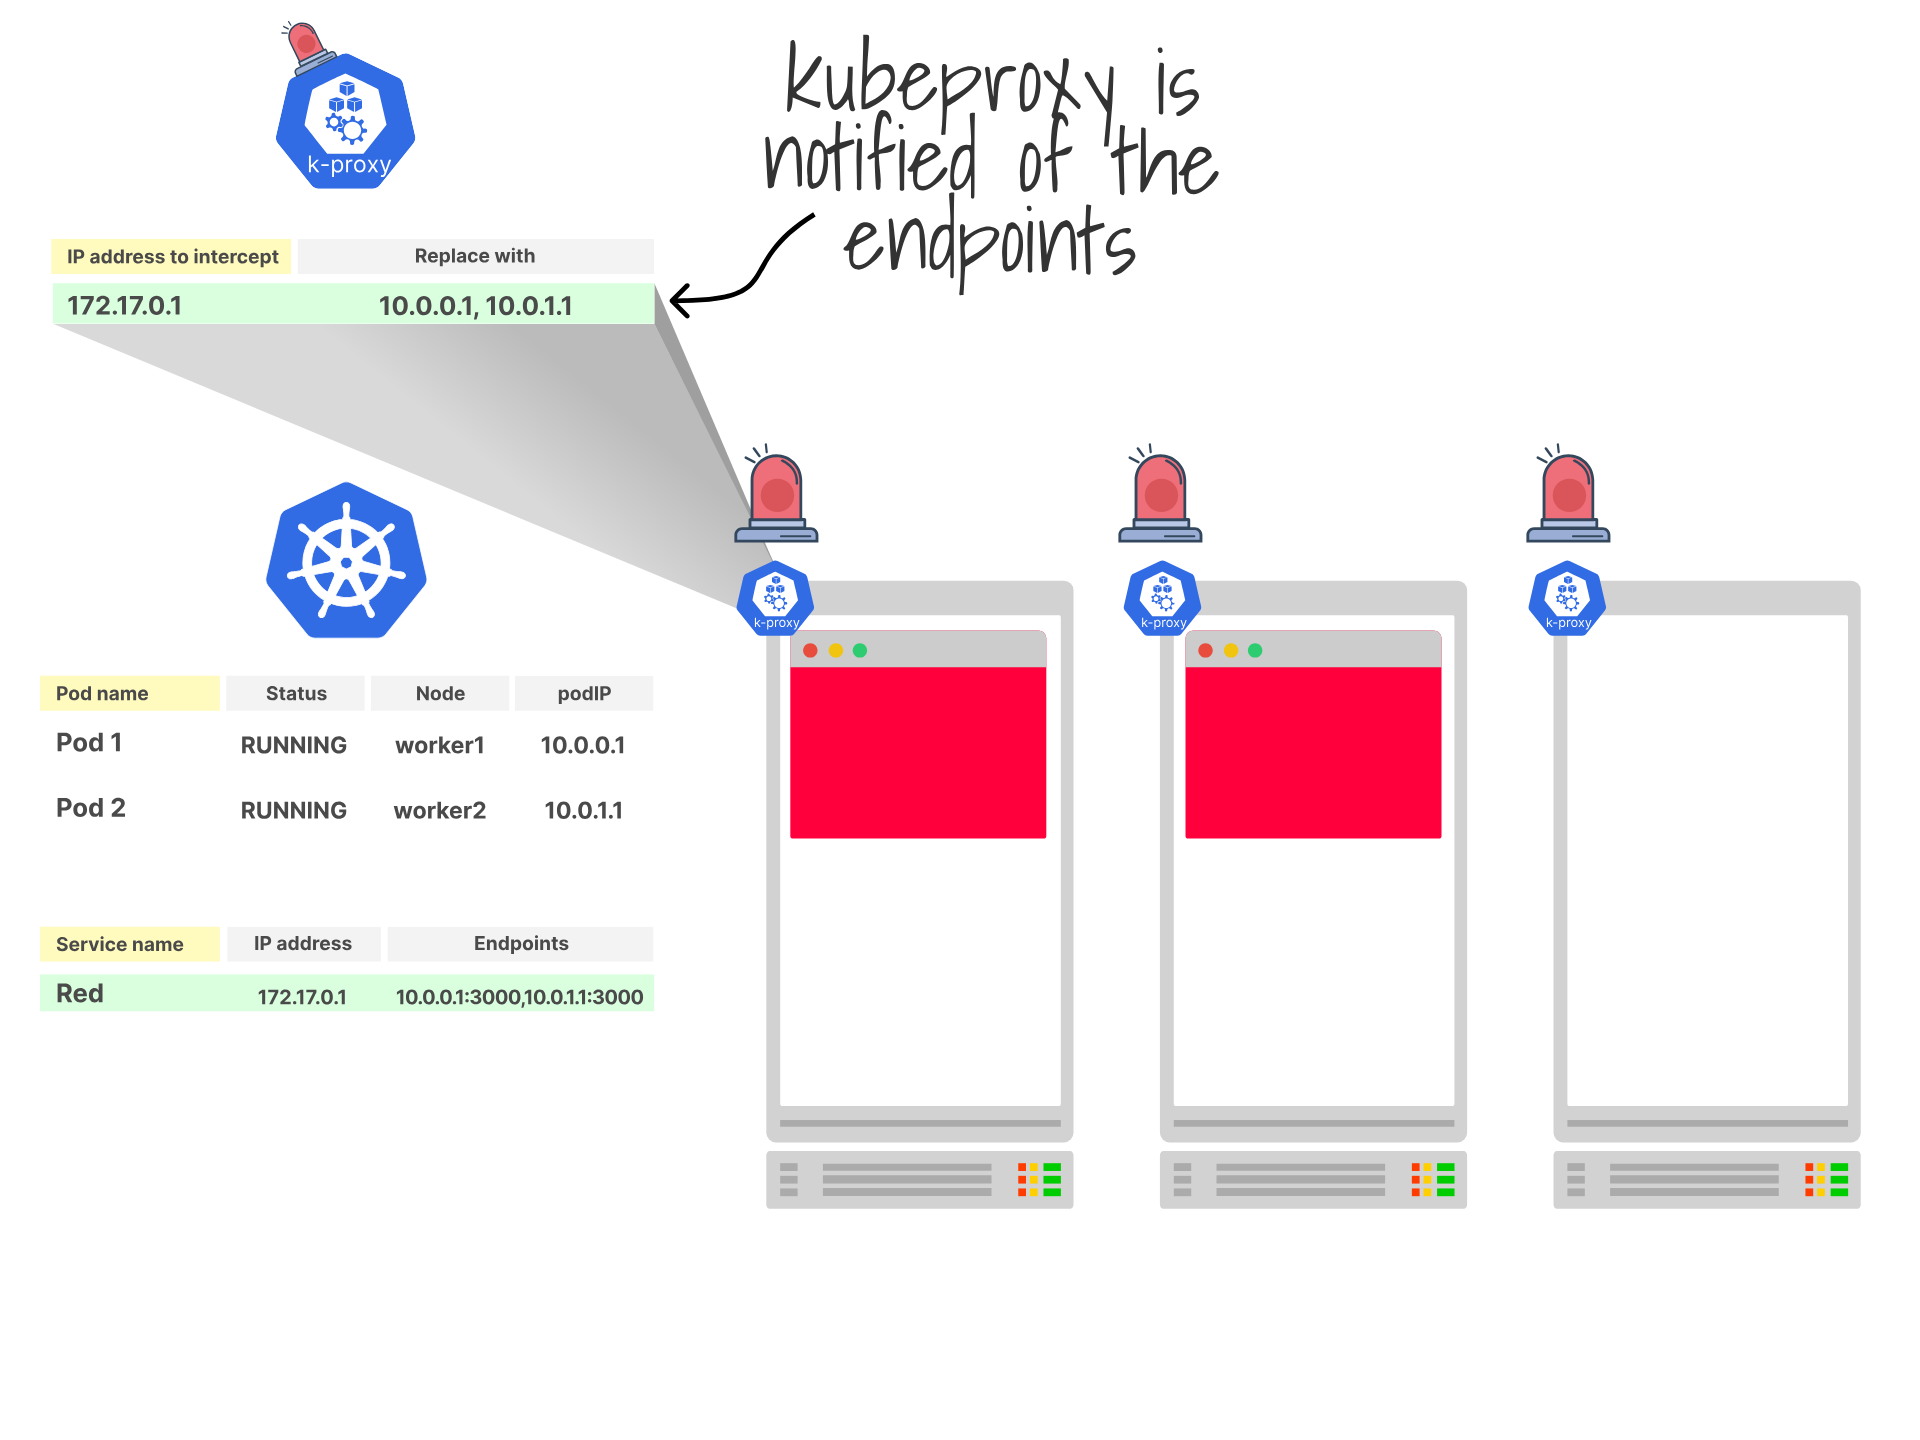 kubeproxy is
notified of the
endpoints
k-proxy
IP address to intercept Replace with
172.17.0.1 10.0.0.1, 10.0.1.1
k-proxy k-proxy k-proxy
Pod name Status Node podIP
Pod 1 RUNNING worker1 10.0.0.1
Pod 2 RUNNING worker2 10.0.1.1
Service name IP address Endpoints
Red 172.17.0.1 10.0.0.1:3000,10.0.1.1:3000